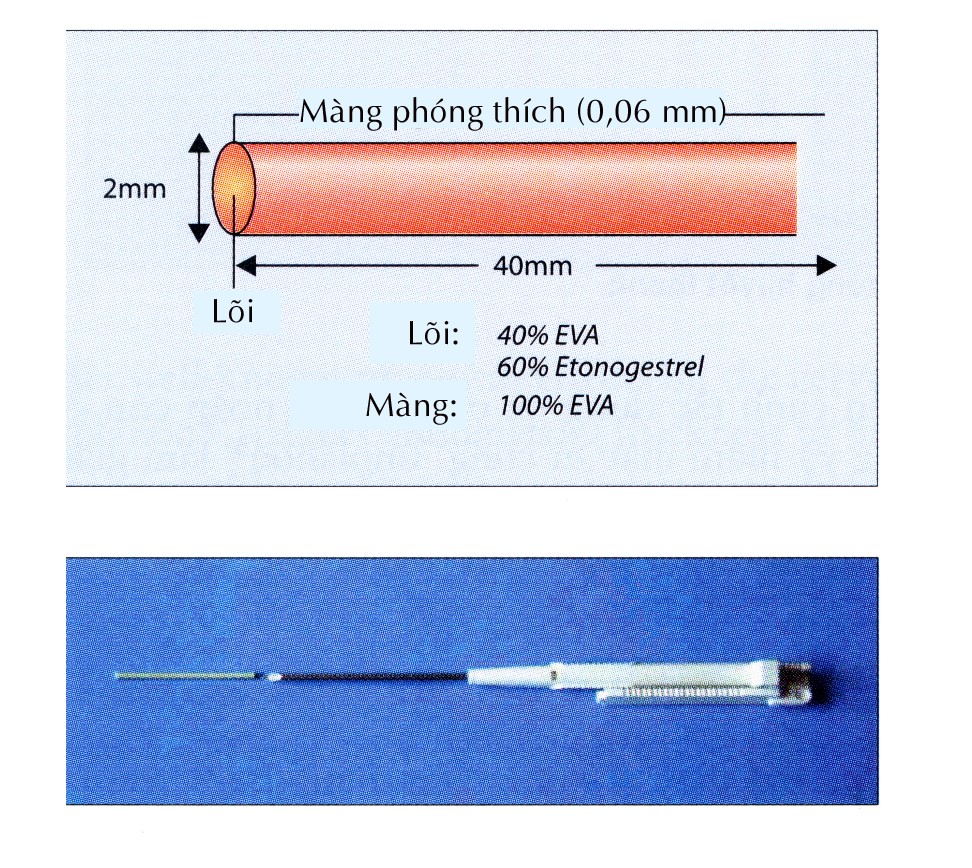 Màng phóng thích (0,06 mm)
2mm
40mm
Lõi
Lõi: 40% EVA
60% Etonogestrel
Màng: 100% EVA